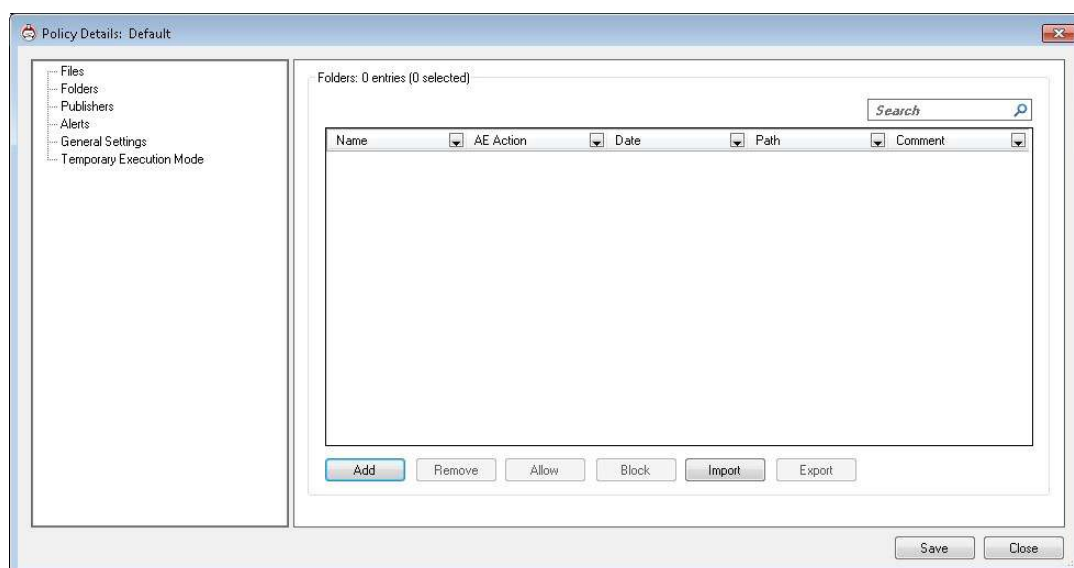 Policy Details: Default
Files
Folders
Publishers
Alerts
General Settings
Temporary Execution Mode
Folders: 0 entries (0 selected)
Search
Name AE Action Date Path Comment
Add Remove Allow Block Import Export
Save Close